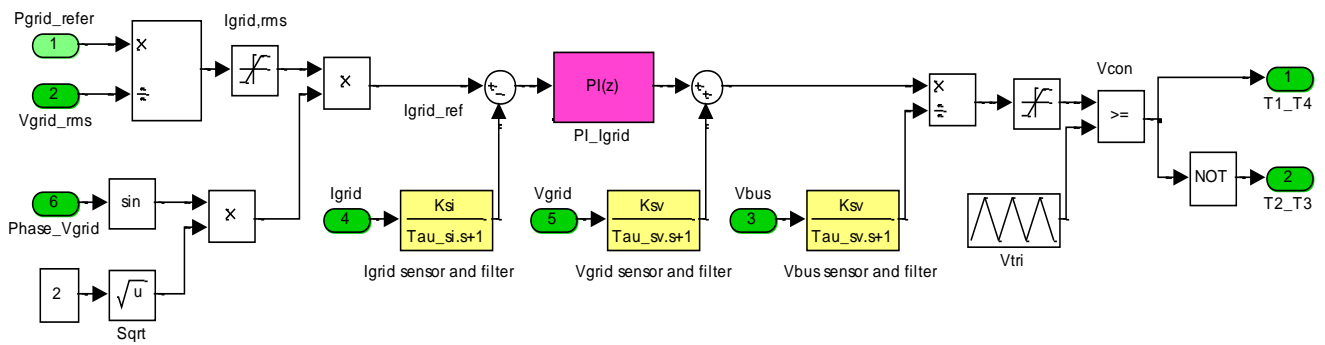 Pgrid_refer
1
2
Vgrid_rms
x
÷
Igrid,rms
x
Igrid_ref
PI(z)
PI_Igrid
x
÷
Vcon
>=
1
T1_T4
NOT
2
T2_T3
6
Phase_Vgrid
sin
x
2
√u
Sqrt
Igrid
4
Ksi
Tau_si.s+1
Igrid sensor and filter
Vgrid
5
Ksv
Tau_sv.s+1
Vgrid sensor and filter
Vbus
3
Ksv
Tau_sv.s+1
Vbus sensor and filter
Vtri